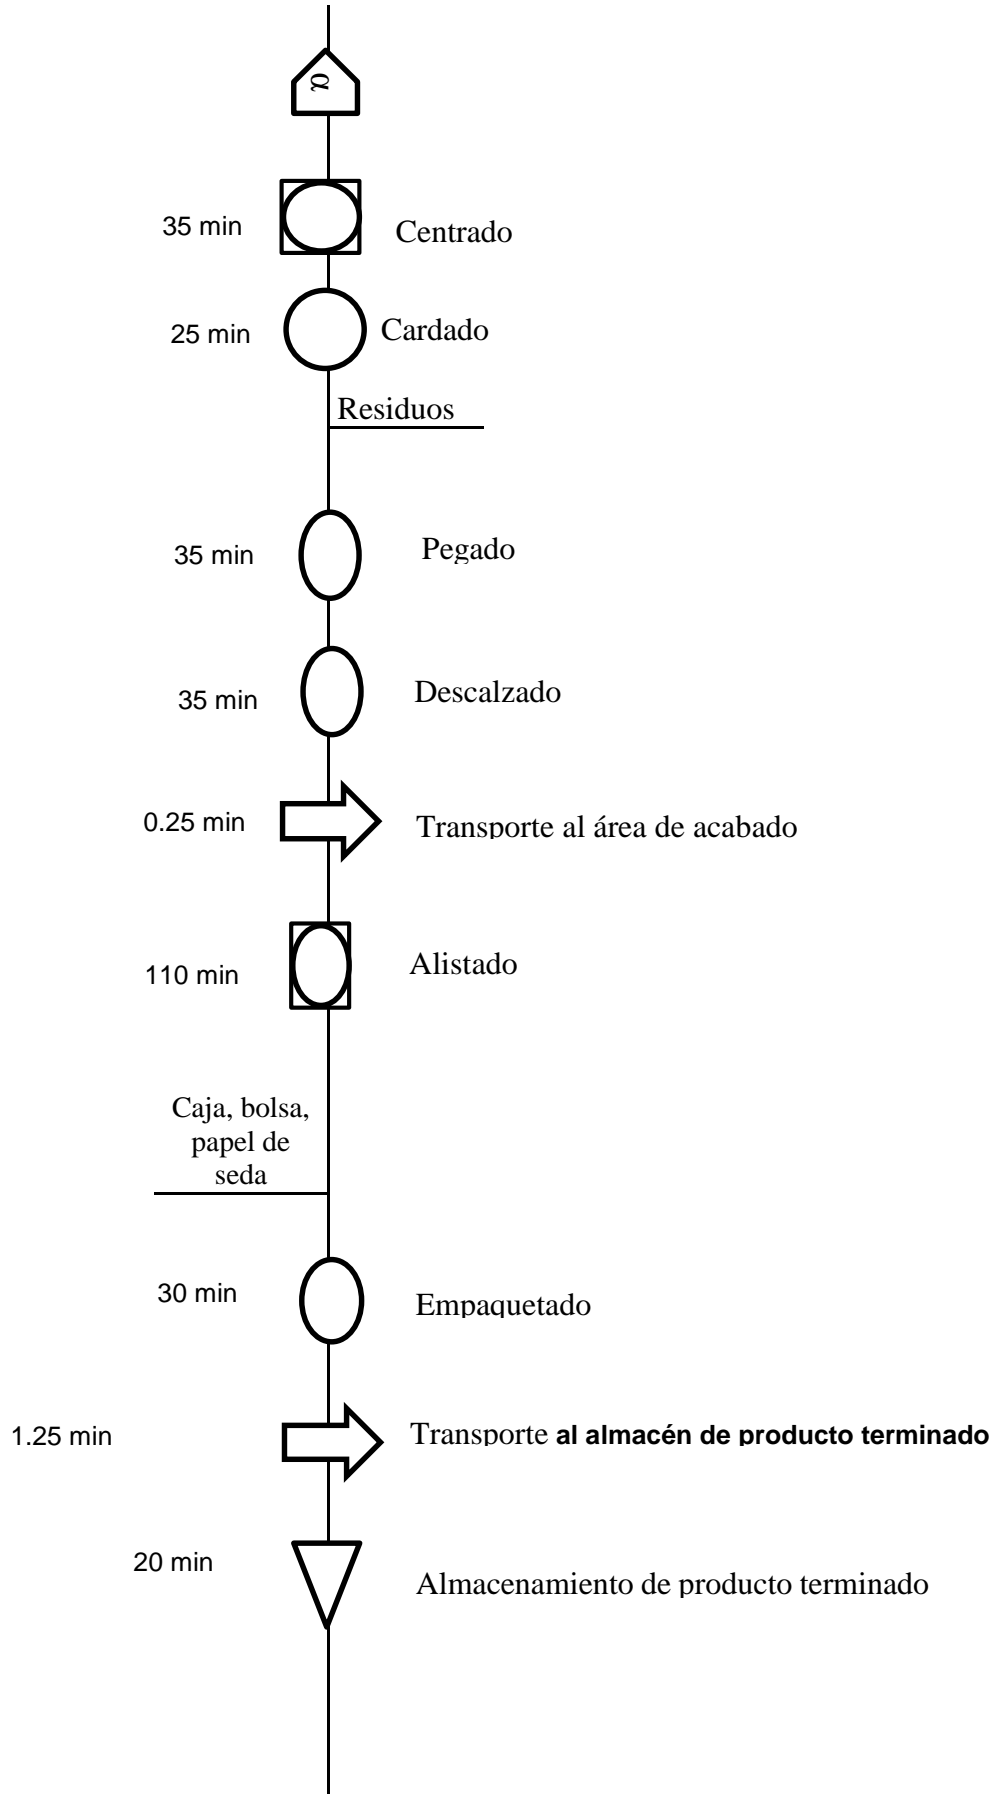 α
35 min
Centrado
25 min
Cardado
Residuos
35 min
Pegado
35 min
Descalzado
0.25 min
Transporte al área de acabado
110 min
Alistado
Caja, bolsa,
papel de
seda
30 min
Empaquetado
1.25 min
Transporte al almacén de producto terminado
20 min
Almacenamiento de producto terminado